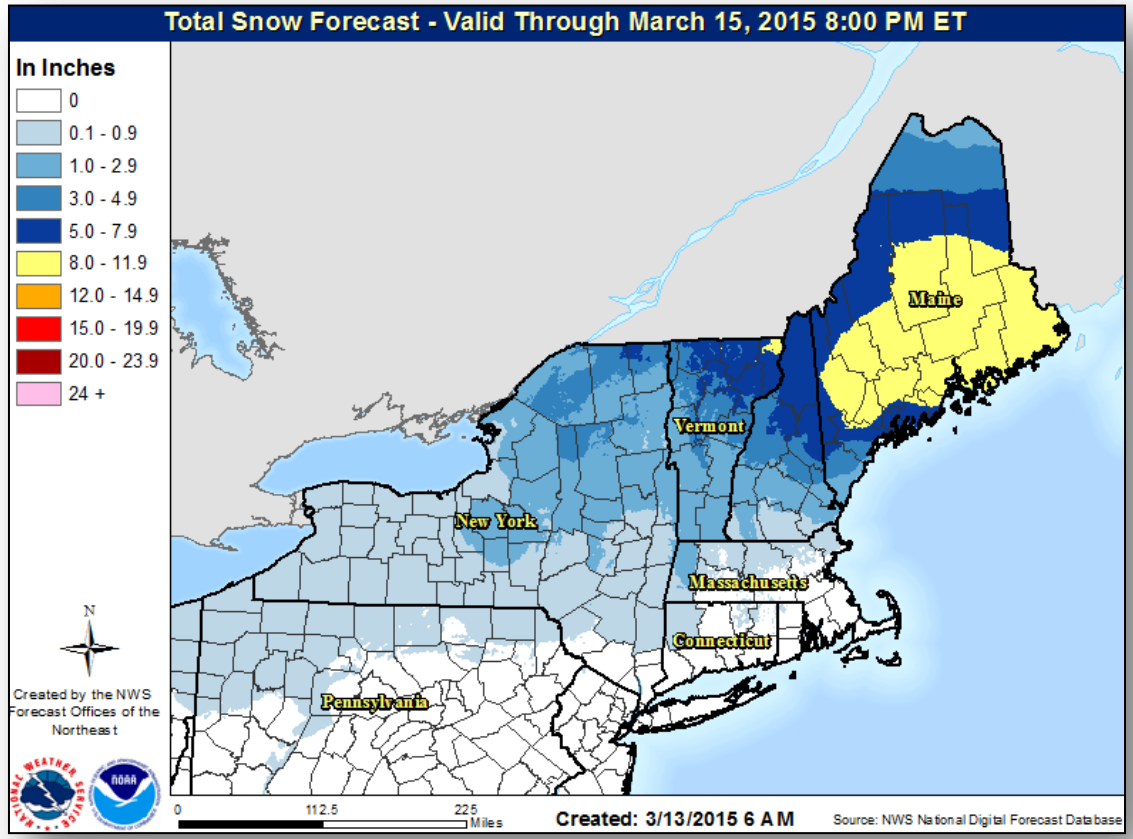 Total Snow Forecast - Valid Through March 15, 2015 8:00 PM ET
In Inches
0
0.1 - 0.9
1.0 - 2.9
3.0 - 4.9
5.0 - 7.9
8.0 - 11.9
12.0 - 14.9
15.0 - 19.9
20.0 - 23.9
24 +
Maine
Vermont
New York
Massachusetts
Connecticut
Pennsylvania
N
Created by the NWS
Forecast Offices of the
Northeast
NATIONAL WEATHER SERVICE
NOAA
0 112.5 225
Miles
Created: 3/13/2015 6 AM
Source: NWS National Digital Forecast Database